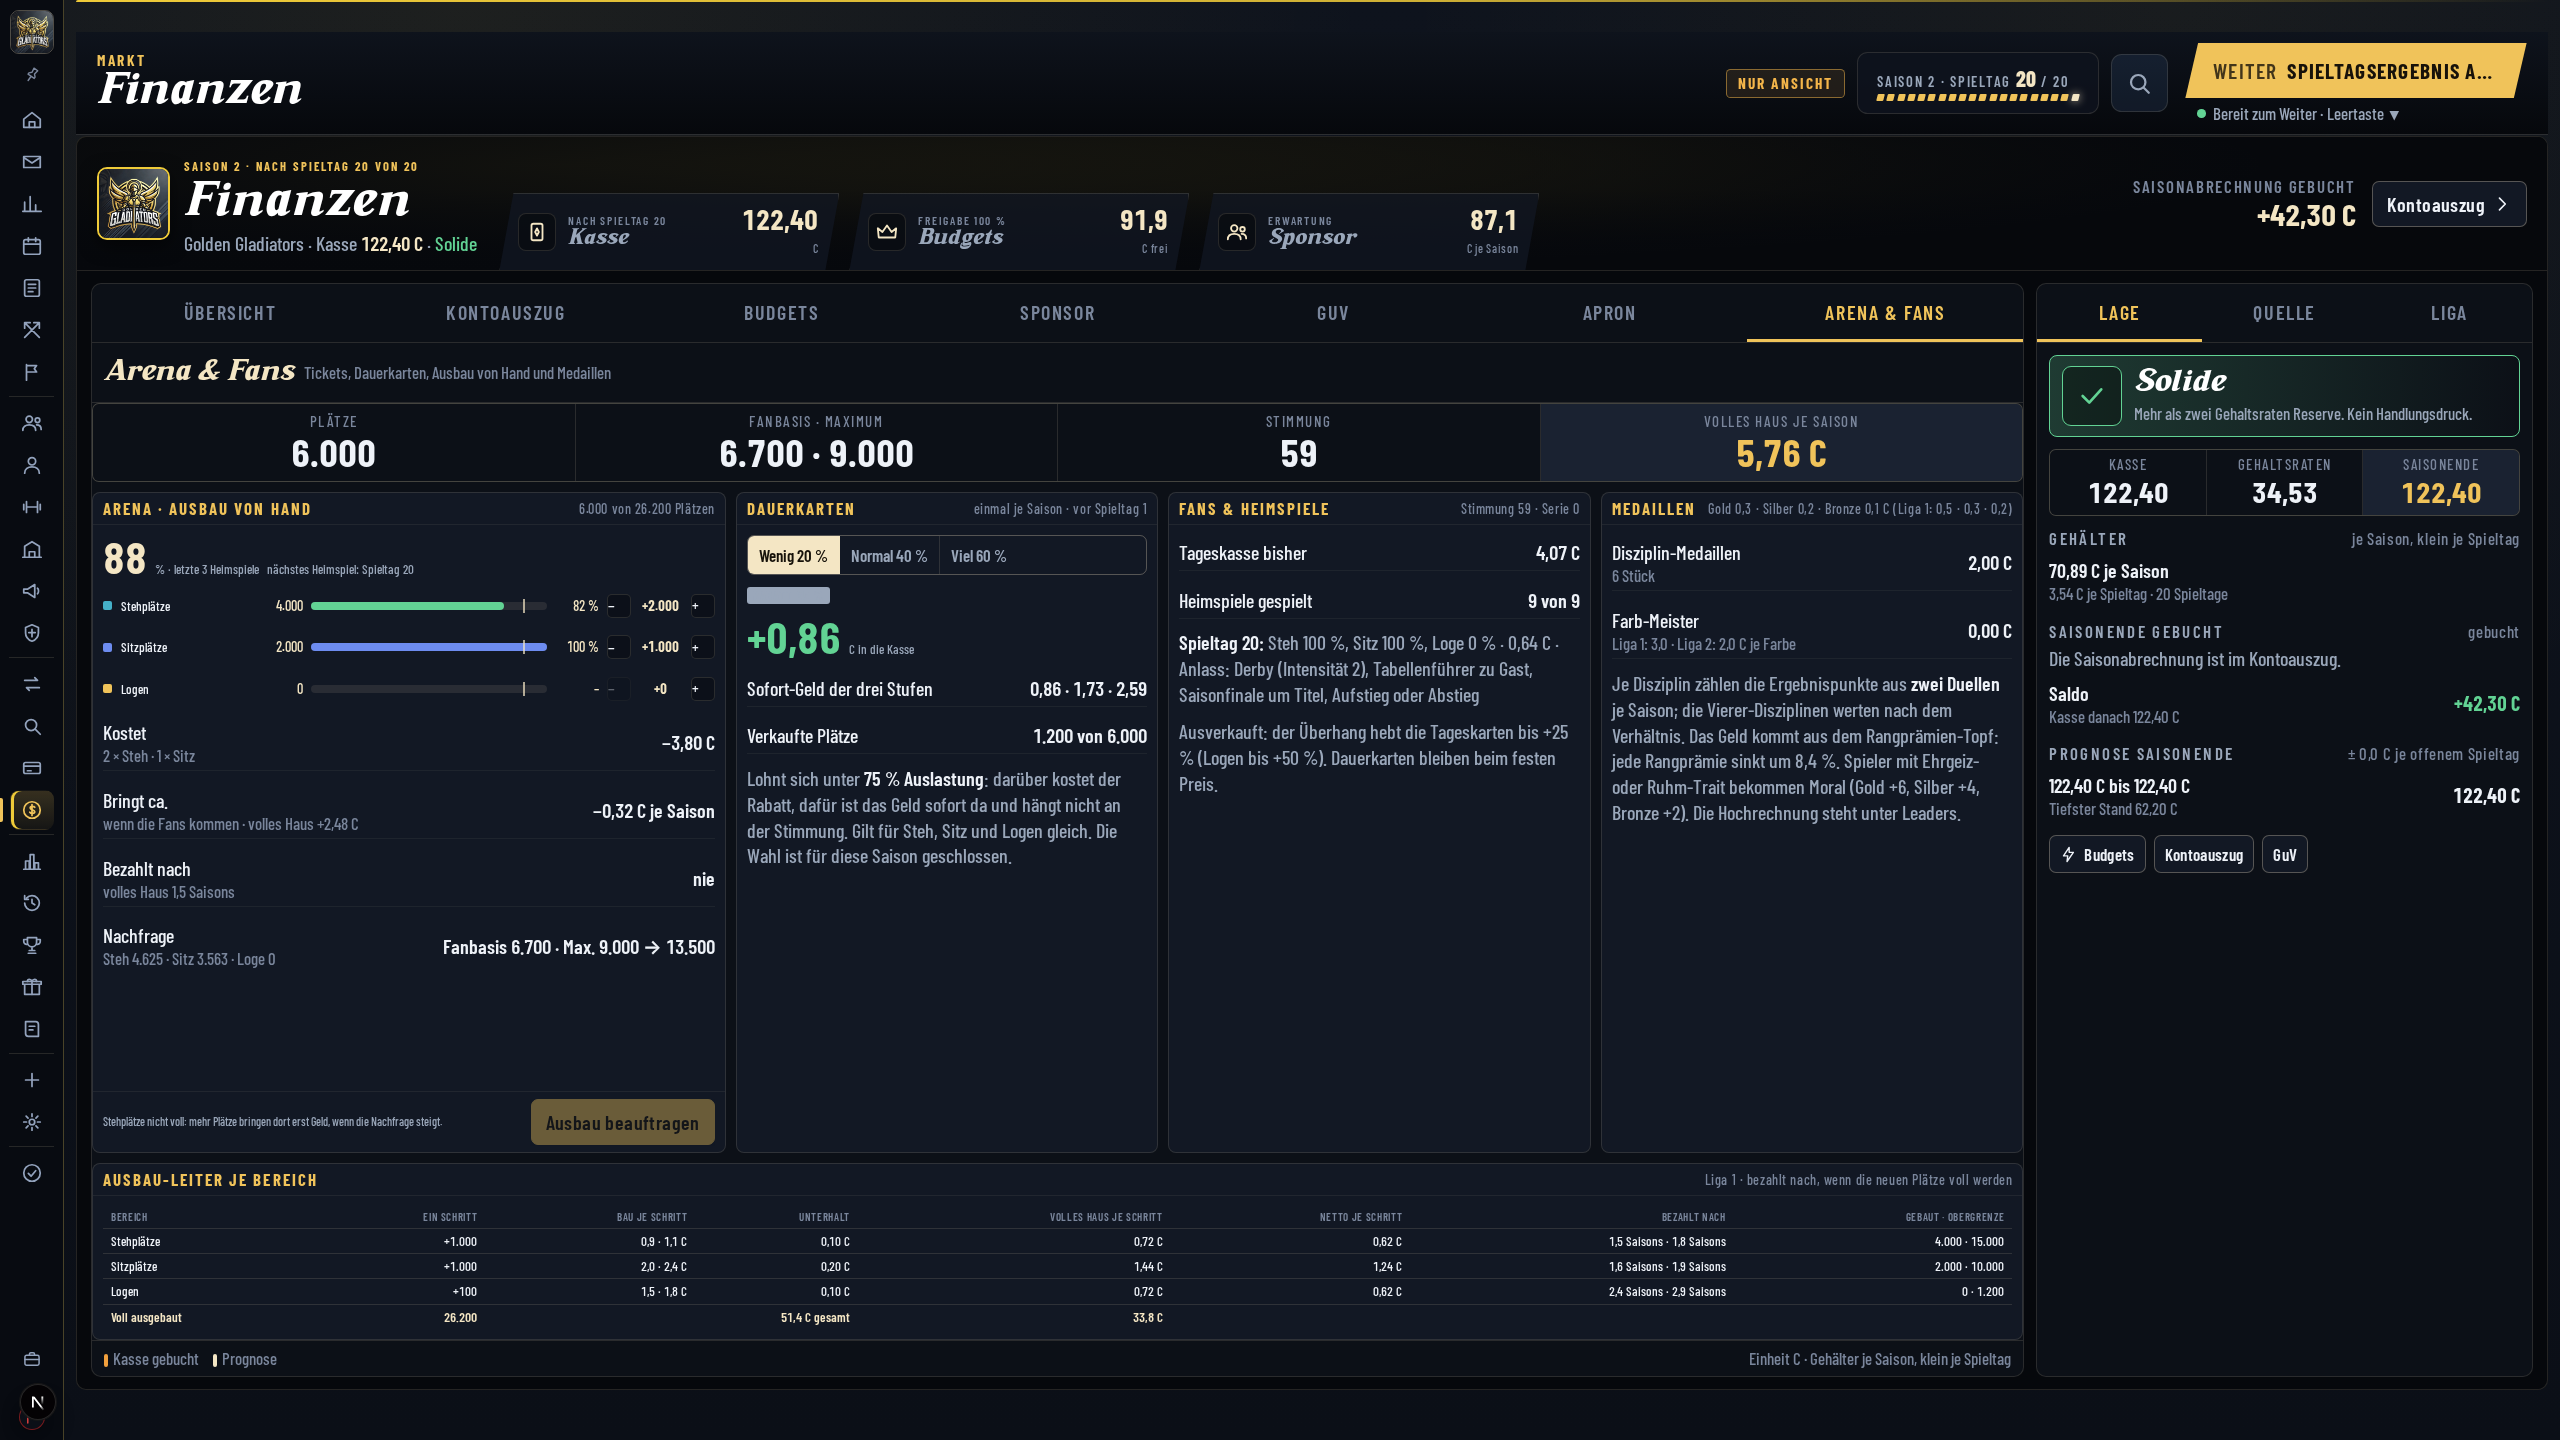 MARKT
Finanzen
NUR ANSICHT
SAISON 2 · SPIELTAG 20 / 20
WEITER SPIELTAGSERGEBNIS A...
Bereit zum Weiter · Leertaste ▼
SAISON 2 · NACH SPIELTAG 20 VON 20
Finanzen
Golden Gladiators · Kasse 122,40 C · Solide
NACH SPIELTAG 20
Kasse
122,40
C
FREIGABE 100 %
Budgets
91,9
C frei
ERWARTUNG
Sponsor
87,1
C je Saison
SAISONABRECHNUNG GEBUCHT
+42,30 C
Kontoauszug
ÜBERSICHT
KONTOAUSZUG
BUDGETS
SPONSOR
GUV
APRON
ARENA & FANS
Arena & Fans Tickets, Dauerkarten, Ausbau von Hand und Medaillen
PLÄTZE
6.000
FANBASIS · MAXIMUM
6.700 · 9.000
STIMMUNG
59
VOLLES HAUS JE SAISON
5,76 C
ARENA · AUSBAU VON HAND
6.000 von 26.200 Plätzen
88 % · letzte 3 Heimspiele nächstes Heimspiel: Spieltag 20
Stehplätze 4.000 82 % – +2.000 +
Sitzplätze 2.000 100 % – +1.000 +
Logen 0 - – +0 +
Kostet
2 × Steh · 1 × Sitz
–3,80 C
Bringt ca.
wenn die Fans kommen · volles Haus +2,48 C
–0,32 C je Saison
Bezahlt nach
volles Haus 1,5 Saisons
nie
Nachfrage
Steh 4.625 · Sitz 3.563 · Loge 0
Fanbasis 6.700 · Max. 9.000 → 13.500
Stehplätze nicht voll: mehr Plätze bringen dort erst Geld, wenn die Nachfrage steigt.
Ausbau beauftragen
DAUERKARTEN
einmal je Saison · vor Spieltag 1
Wenig 20 %
Normal 40 %
Viel 60 %
+0,86 C in die Kasse
Sofort-Geld der drei Stufen 0,86 · 1,73 · 2,59
Verkaufte Plätze 1.200 von 6.000
Lohnt sich unter 75 % Auslastung: darüber kostet der
Rabatt, dafür ist das Geld sofort da und hängt nicht an
der Stimmung. Gilt für Steh, Sitz und Logen gleich. Die
Wahl ist für diese Saison geschlossen.
FANS & HEIMSPIELE
Stimmung 59 · Serie 0
Tageskasse bisher 4,07 C
Heimspiele gespielt 9 von 9
Spieltag 20: Steh 100 %, Sitz 100 %, Loge 0 % · 0,64 C ·
Anlass: Derby (Intensität 2), Tabellenführer zu Gast,
Saisonfinale um Titel, Aufstieg oder Abstieg
Ausverkauft: der Überhang hebt die Tageskarten bis +25
% (Logen bis +50 %). Dauerkarten bleiben beim festen
Preis.
MEDAILLEN
Gold 0,3 · Silber 0,2 · Bronze 0,1 C (Liga 1: 0,5 · 0,3 · 0,2)
Disziplin-Medaillen
6 Stück
2,00 C
Farb-Meister
Liga 1: 3,0 · Liga 2: 2,0 C je Farbe
0,00 C
Je Disziplin zählen die Ergebnispunkte aus zwei Duellen
je Saison; die Vierer-Disziplinen werten nach dem
Verhältnis. Das Geld kommt aus dem Rangprämien-Topf:
jede Rangprämie sinkt um 8,4 %. Spieler mit Ehrgeiz-
oder Ruhm-Trait bekommen Moral (Gold +6, Silber +4,
Bronze +2). Die Hochrechnung steht unter Leaders.
AUSBAU-LEITER JE BEREICH
Liga 1 · bezahlt nach, wenn die neuen Plätze voll werden
BEREICH EIN SCHRITT BAU JE SCHRITT UNTERHALT VOLLES HAUS JE SCHRITT NETTO JE SCHRITT BEZAHLT NACH GEBAUT · OBERGRENZE
Stehplätze +1.000 0,9 · 1,1 C 0,10 C 0,72 C 0,62 C 1,5 Saisons · 1,8 Saisons 4.000 · 15.000
Sitzplätze +1.000 2,0 · 2,4 C 0,20 C 1,44 C 1,24 C 1,6 Saisons · 1,9 Saisons 2.000 · 10.000
Logen +100 1,5 · 1,8 C 0,10 C 0,72 C 0,62 C 2,4 Saisons · 2,9 Saisons 0 · 1.200
Voll ausgebaut 26.200 51,4 C gesamt 33,8 C
Kasse gebucht Prognose
Einheit C · Gehälter je Saison, klein je Spieltag
LAGE
QUELLE
LIGA
Solide
Mehr als zwei Gehaltsraten Reserve. Kein Handlungsdruck.
KASSE
122,40
GEHALTSRATEN
34,53
SAISONENDE
122,40
GEHÄLTER
je Saison, klein je Spieltag
70,89 C je Saison
3,54 C je Spieltag · 20 Spieltage
SAISONENDE GEBUCHT
gebucht
Die Saisonabrechnung ist im Kontoauszug.
Saldo
Kasse danach 122,40 C
+42,30 C
PROGNOSE SAISONENDE
± 0,0 C je offenem Spieltag
122,40 C bis 122,40 C
Tiefster Stand 62,20 C
122,40 C
Budgets
Kontoauszug
GuV
GLADIATORS
N